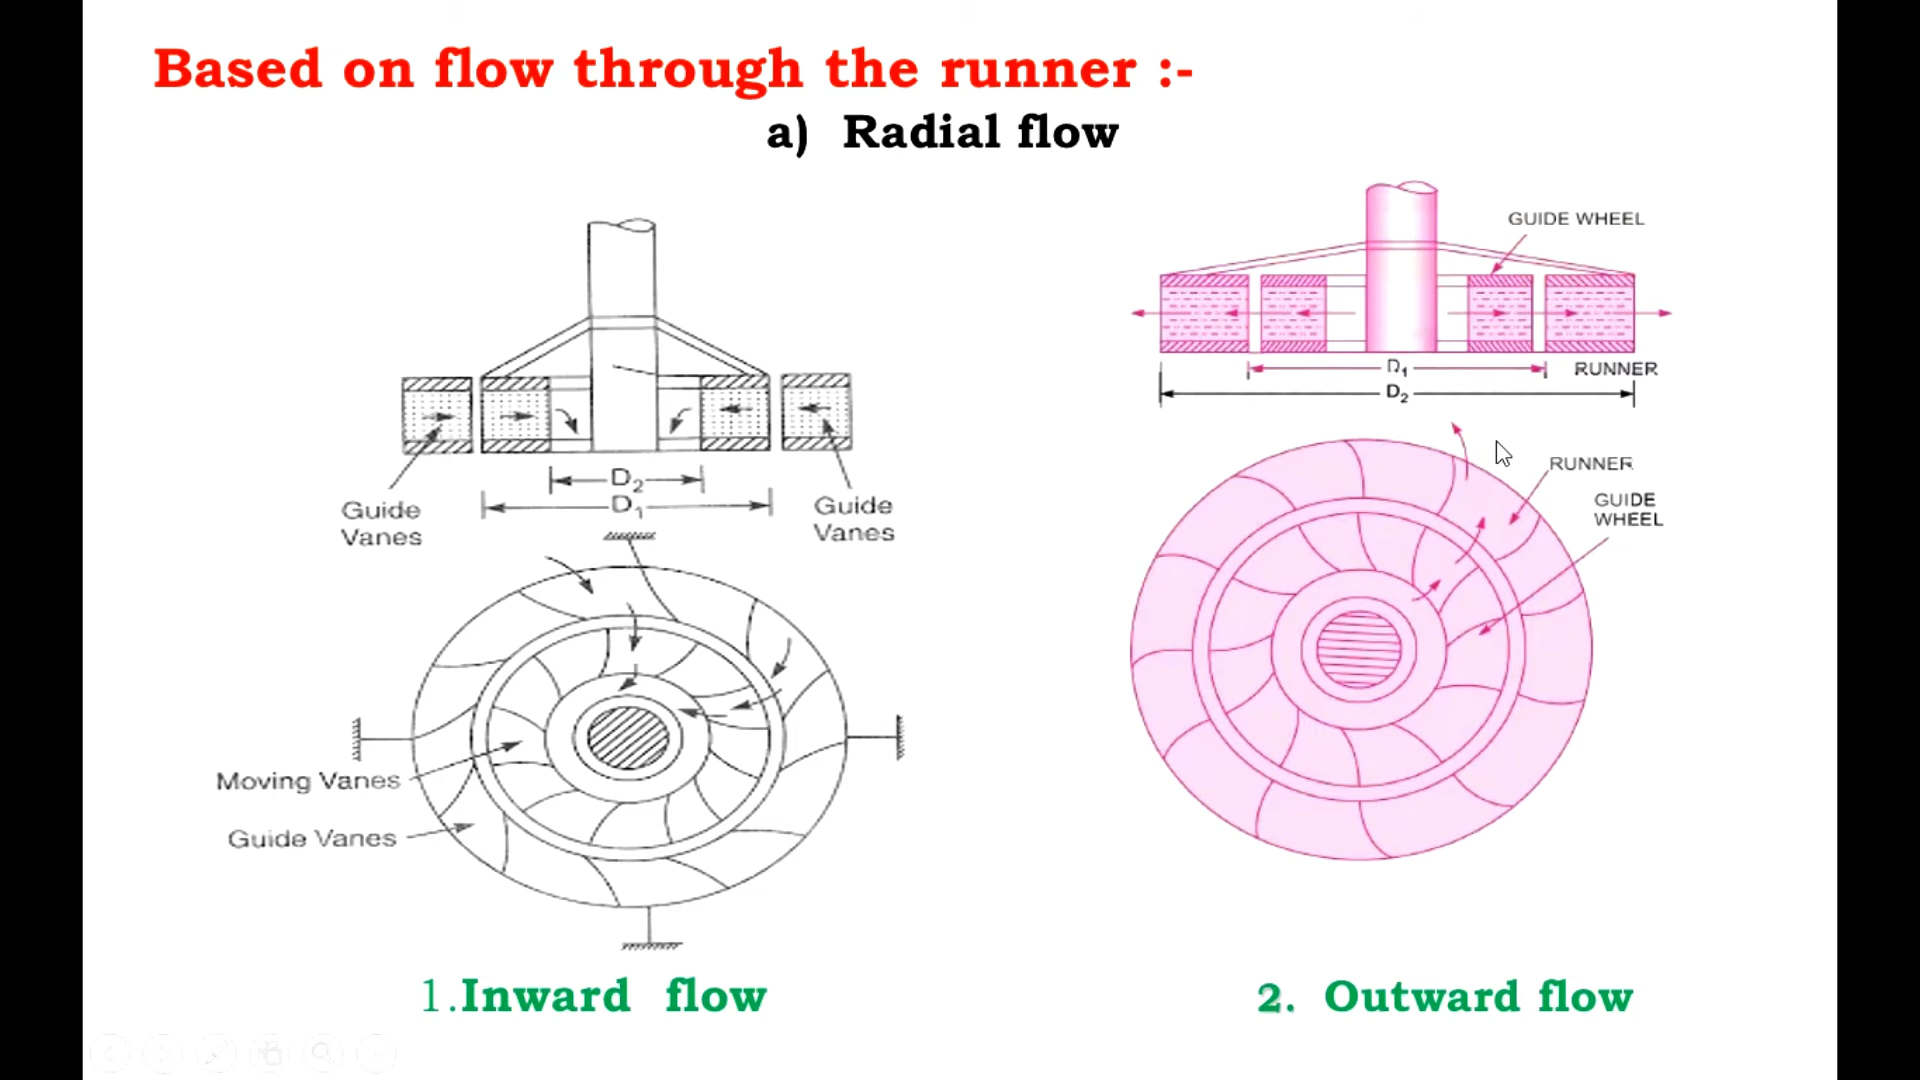 Based on flow through the runner :-
a) Radial flow
Guide
Vanes
D2
D1
Guide
Vanes
Moving Vanes
Guide Vanes
1.Inward flow
GUIDE WHEEL
D1
RUNNER
D2
RUNNER
GUIDE
WHEEL
2. Outward flow